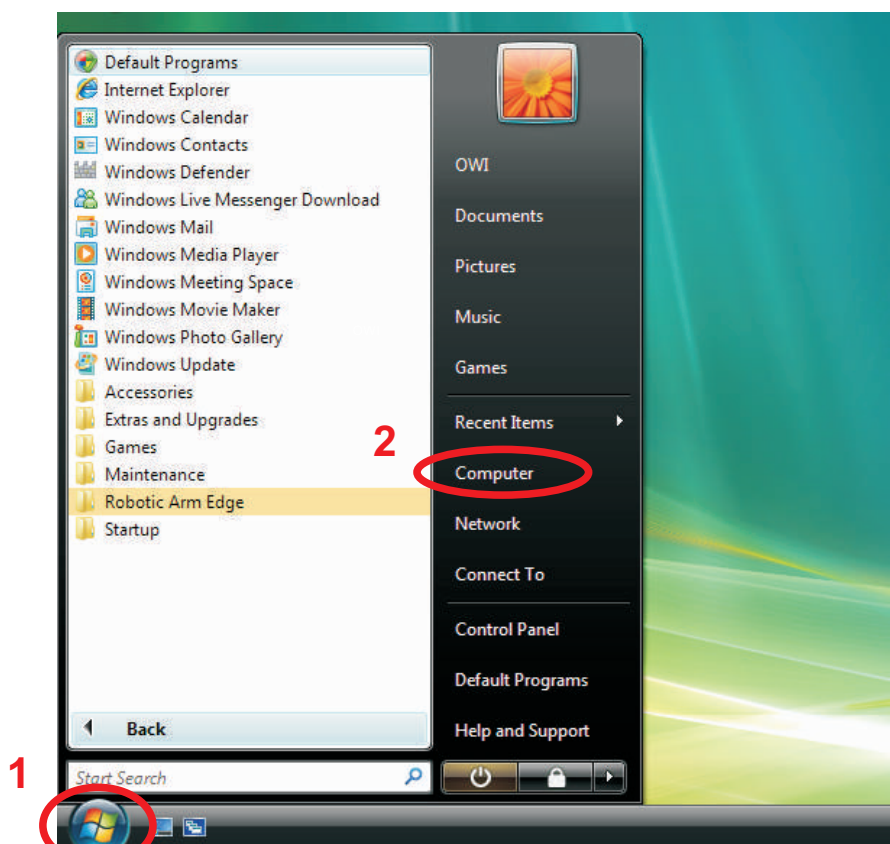 Default Programs
Internet Explorer
Windows Calendar
Windows Contacts
Windows Defender
Windows Live Messenger Download
Windows Mail
Windows Media Player
Windows Meeting Space
Windows Movie Maker
Windows Photo Gallery
Windows Update
Accessories
Extras and Upgrades
Games
Maintenance
Robotic Arm Edge
Startup
Back
Start Search
OWI
Documents
Pictures
Music
Games
Recent Items
2
Computer
Network
Connect To
Control Panel
Default Programs
Help and Support
1